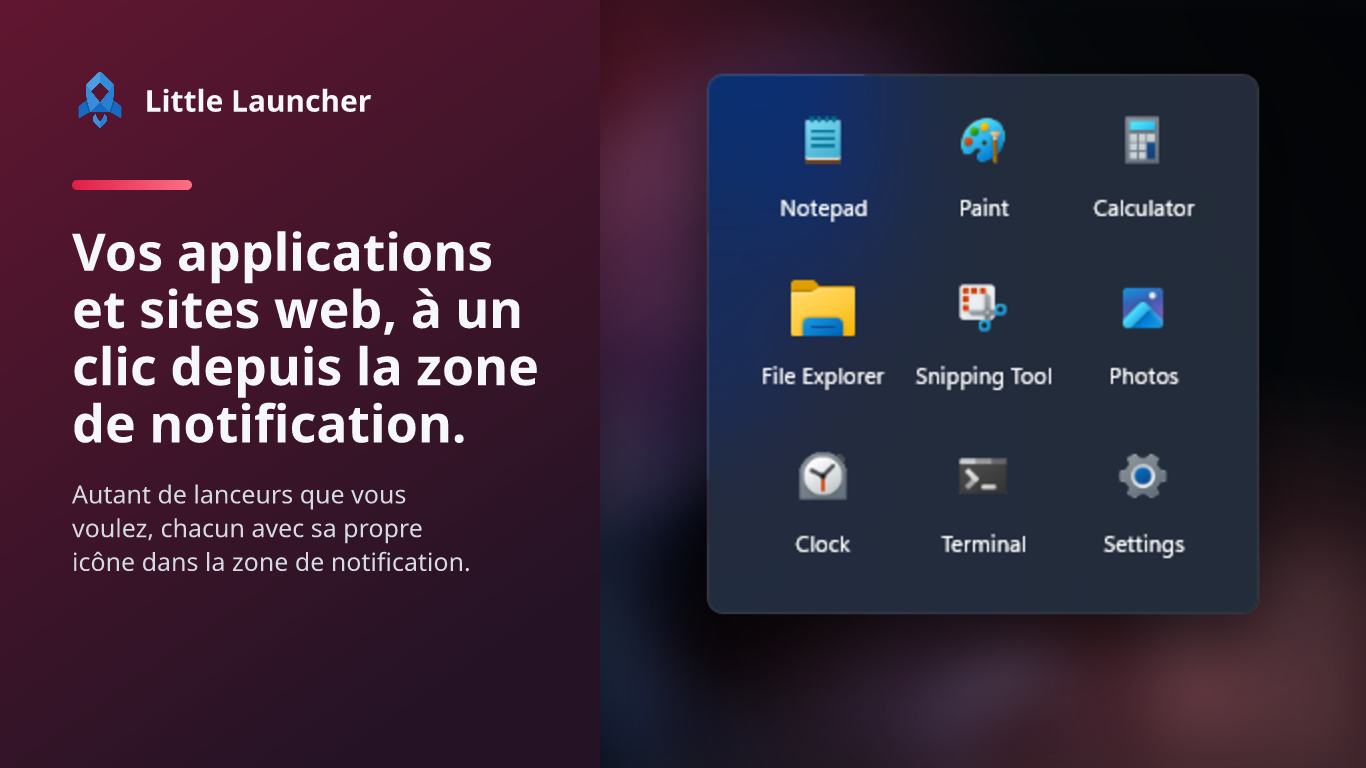 Little Launcher
Vos applications
et sites web, à un
clic depuis la zone
de notification.
Autant de lanceurs que vous
voulez, chacun avec sa propre
icône dans la zone de notification.
Notepad
Paint
Calculator
File Explorer
Snipping Tool
Photos
Clock
Terminal
Settings